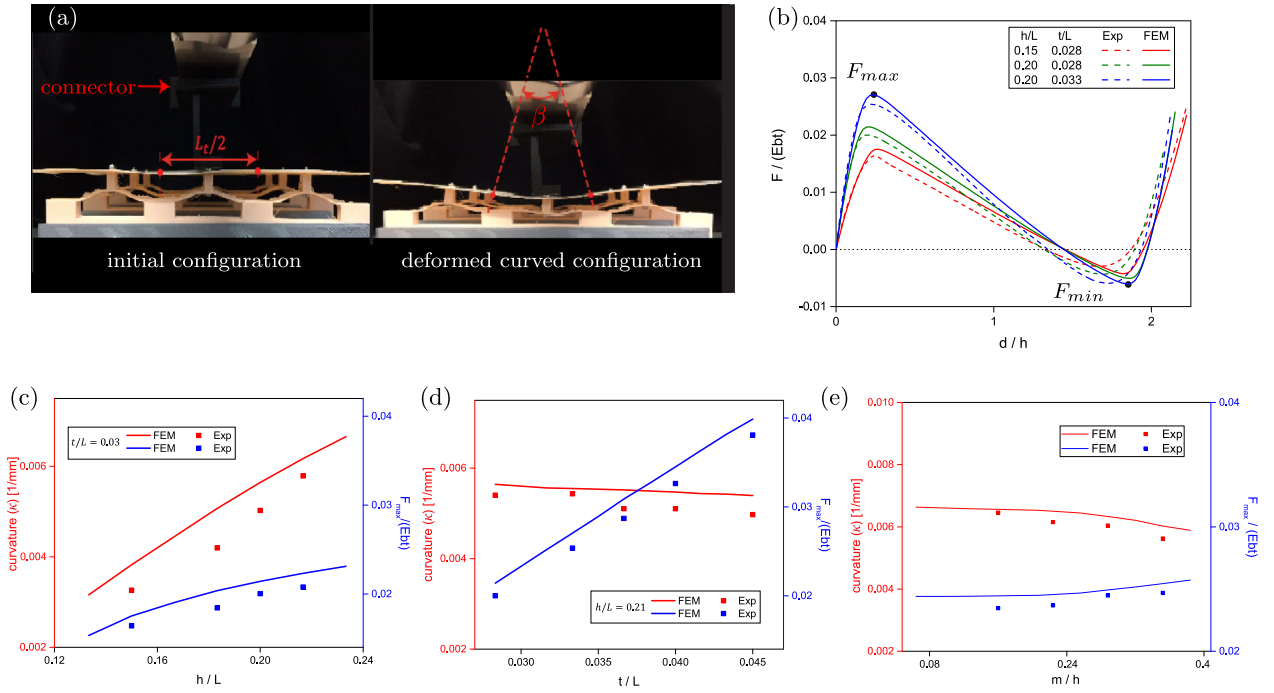 (a)
connector
L_t/2
β
initial configuration
deformed curved configuration
(b)
0.04
0.03
0.02
0.01
0.00
-0.01
F / (Ebt)
h/L t/L Exp FEM
0.15 0.028
0.20 0.028
0.20 0.033
F_max
F_min
0 1 2
d / h
(c)
t/L = 0.03
FEM Exp
FEM Exp
0.006
0.004
0.002
curvature (κ) [1/mm]
0.04
0.03
0.02
F_max/(Ebt)
0.12 0.16 0.20 0.24
h / L
(d)
0.006
0.004
0.002
curvature (κ) [1/mm]
h/L = 0.21
FEM Exp
FEM Exp
0.04
0.03
0.02
F_max/(Ebt)
0.030 0.035 0.040 0.045
t / L
(e)
0.010
0.008
0.006
0.004
0.002
curvature (κ) [1/mm]
FEM Exp
FEM Exp
0.04
0.03
0.02
F_max / (Ebt)
0.08 0.24 0.4
m / h